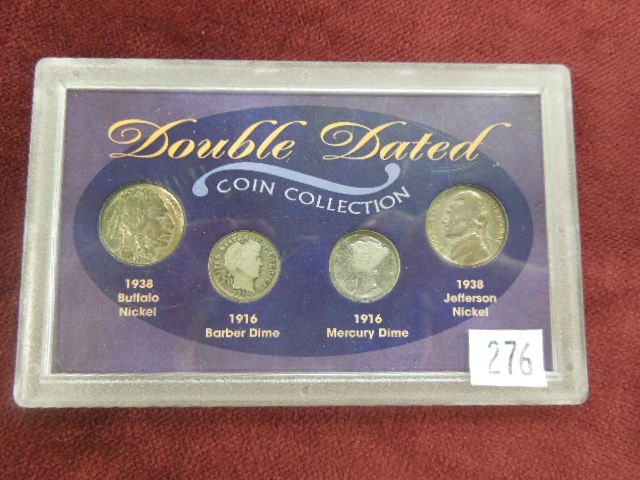 Double Dated
COIN COLLECTION
1938
Buffalo
Nickel
1916
Barber Dime
1916
Mercury Dime
1938
Jefferson
Nickel
276